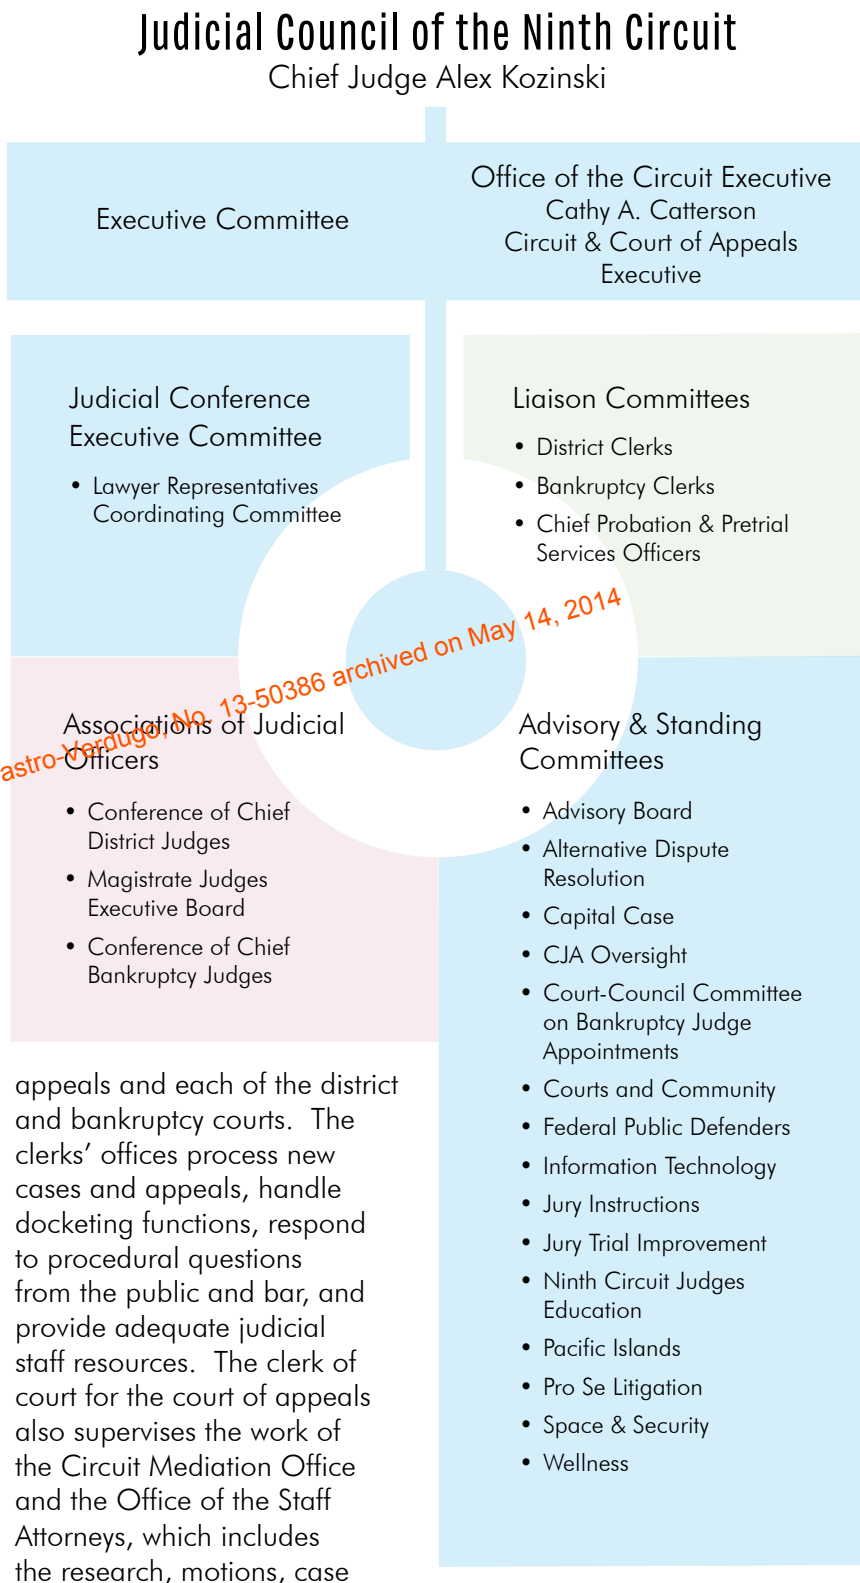 Judicial Council of the Ninth Circuit
Chief Judge Alex Kozinski
Executive Committee
Office of the Circuit Executive
Cathy A. Catterson
Circuit & Court of Appeals
Executive
Judicial Conference
Executive Committee
• Lawyer Representatives
Coordinating Committee
Liaison Committees
• District Clerks
• Bankruptcy Clerks
• Chief Probation & Pretrial
Services Officers
astro-Verdugo, No. 13-50386 archived on May 14, 2014
Associations of Judicial
Officers
• Conference of Chief
District Judges
• Magistrate Judges
Executive Board
• Conference of Chief
Bankruptcy Judges
Advisory & Standing
Committees
• Advisory Board
• Alternative Dispute
Resolution
• Capital Case
• CJA Oversight
• Court-Council Committee
on Bankruptcy Judge
Appointments
• Courts and Community
• Federal Public Defenders
• Information Technology
• Jury Instructions
• Jury Trial Improvement
• Ninth Circuit Judges
Education
• Pacific Islands
• Pro Se Litigation
• Space & Security
• Wellness
appeals and each of the district
and bankruptcy courts.  The
clerks’ offices process new
cases and appeals, handle
docketing functions, respond
to procedural questions
from the public and bar, and
provide adequate judicial
staff resources.  The clerk of
court for the court of appeals
also supervises the work of
the Circuit Mediation Office
and the Office of the Staff
Attorneys, which includes
the research, motions, case